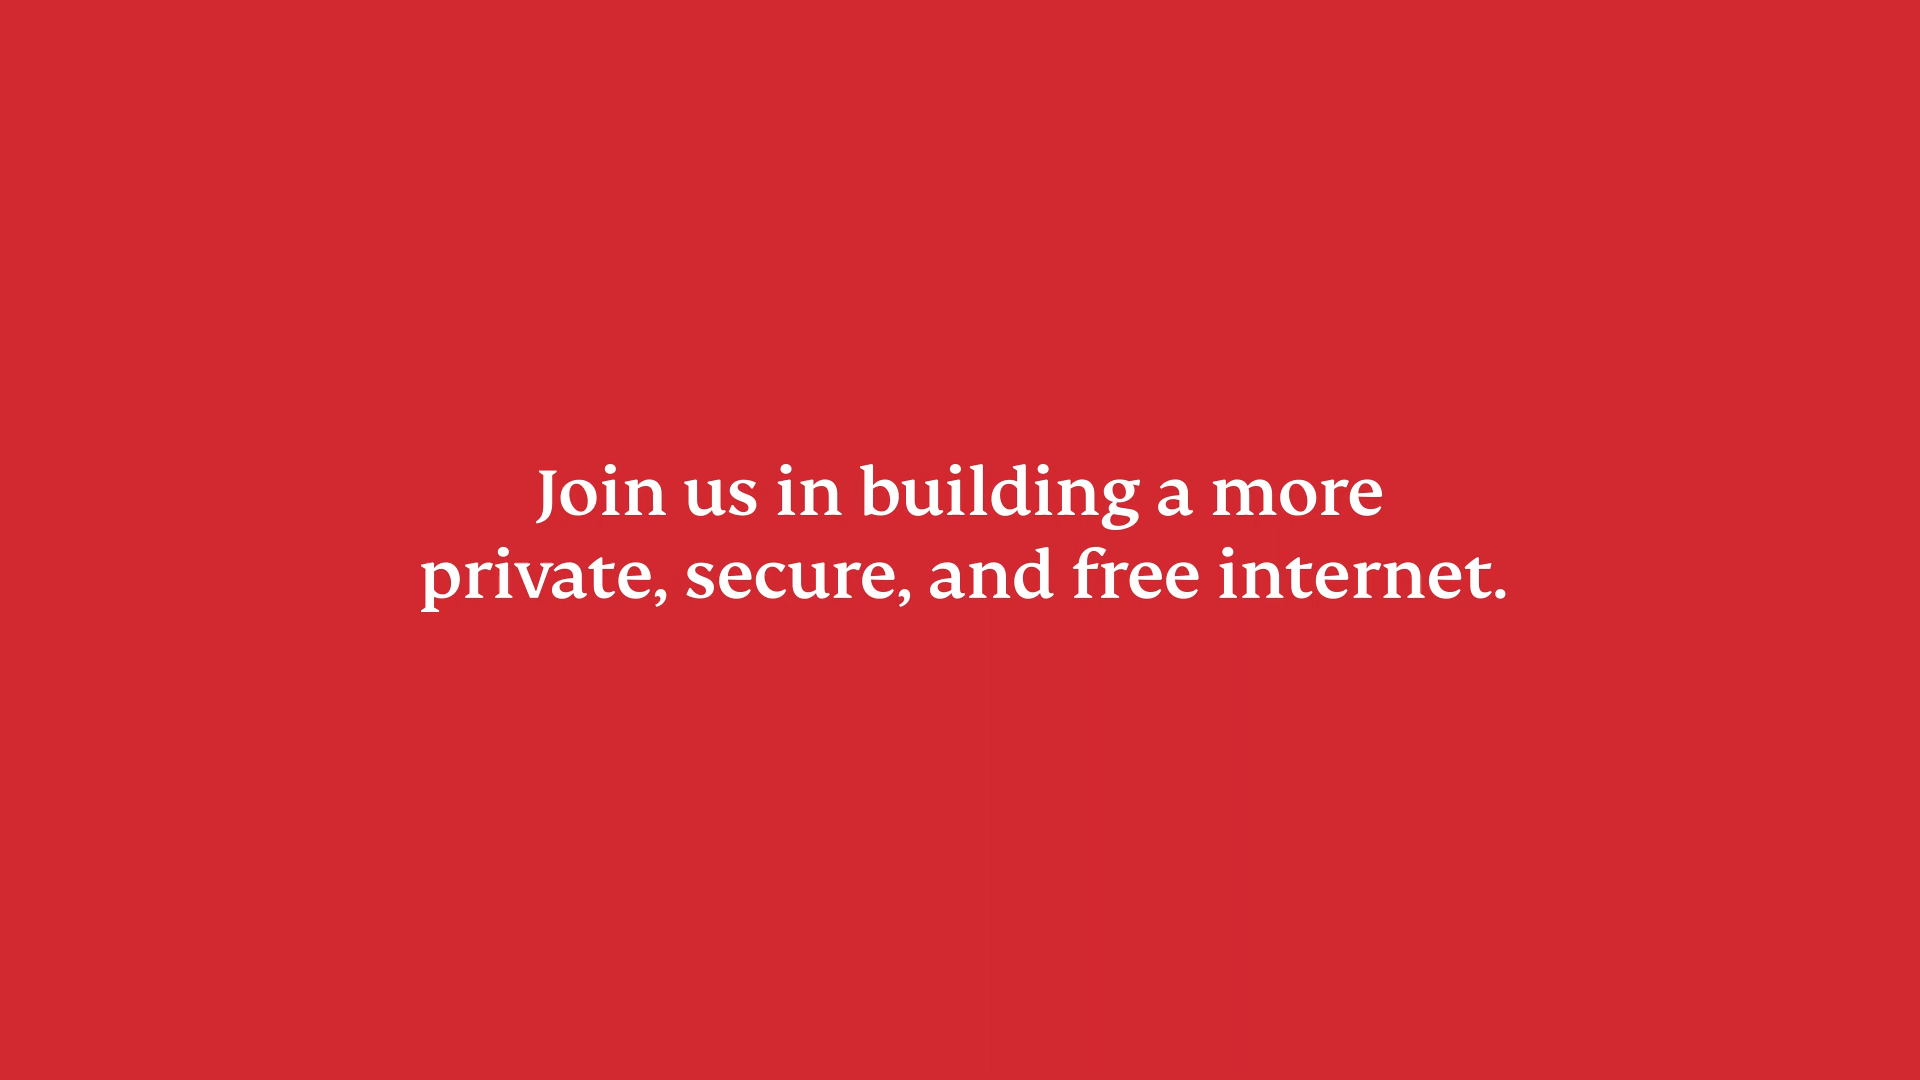 Join us in building a more
private, secure, and free internet.